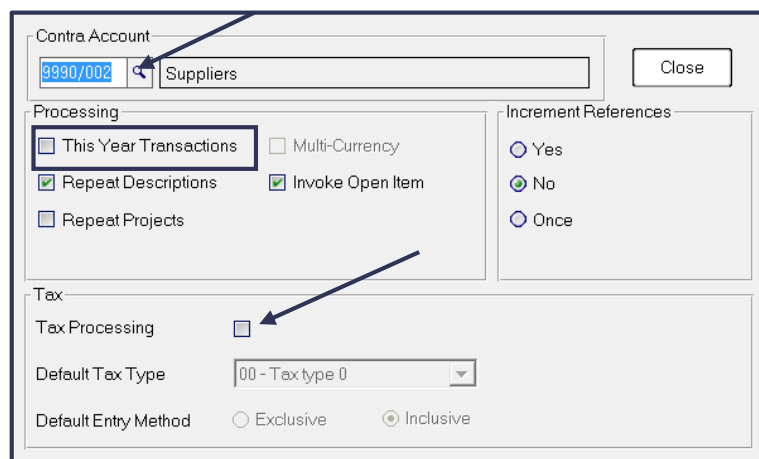 Contra Account
9990/002 Suppliers
Close
Processing
This Year Transactions Multi-Currency
Repeat Descriptions Invoke Open Item
Repeat Projects
Increment References
Yes
No
Once
Tax
Tax Processing
Default Tax Type 00 - Tax type 0
Default Entry Method Exclusive Inclusive